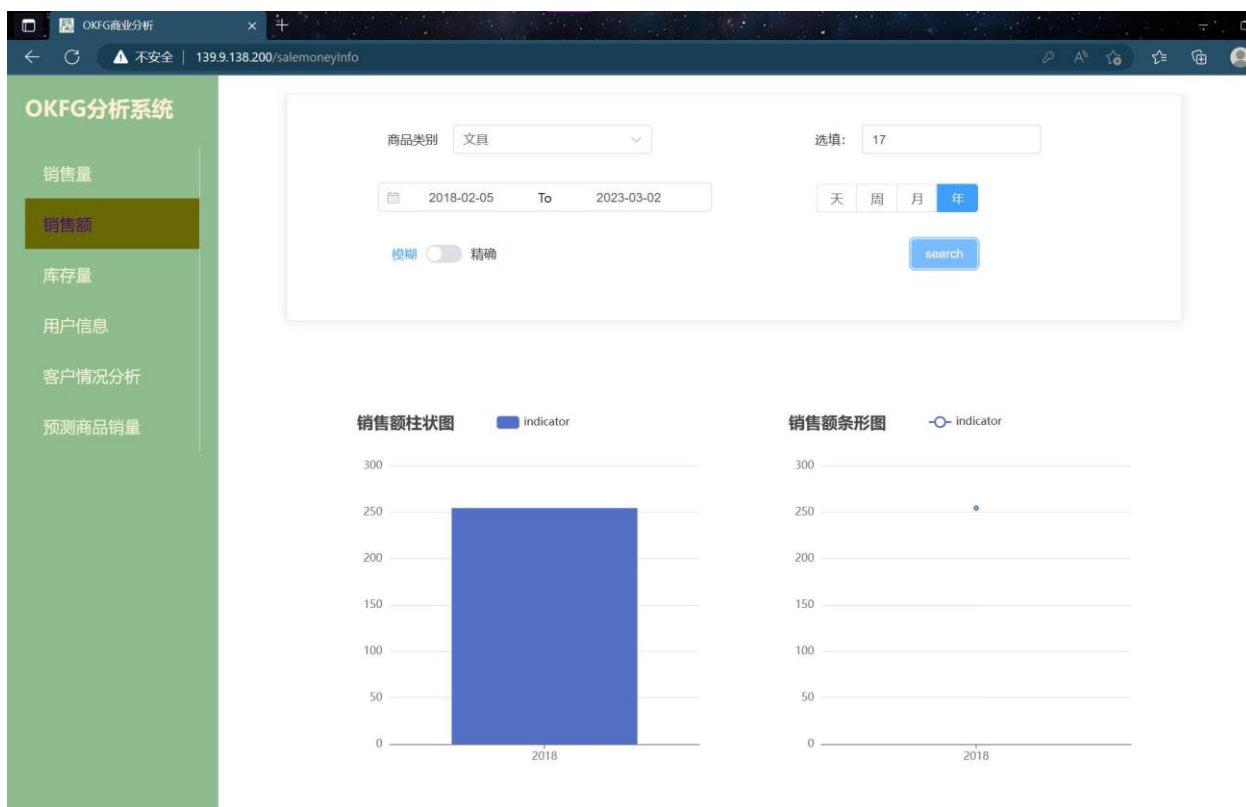 OKFG商业分析
不安全 | 139.9.138.200/salemoneyInfo
OKFG分析系统
销售量
销售额
库存量
用户信息
客户情况分析
预测商品销量
商品类别 文具 选填: 17
2018-02-05 To 2023-03-02 天 周 月 年
模糊 精确 search
销售额柱状图 indicator
300
250
200
150
100
50
0
2018
销售额条形图 indicator
300
250
200
150
100
50
0
2018